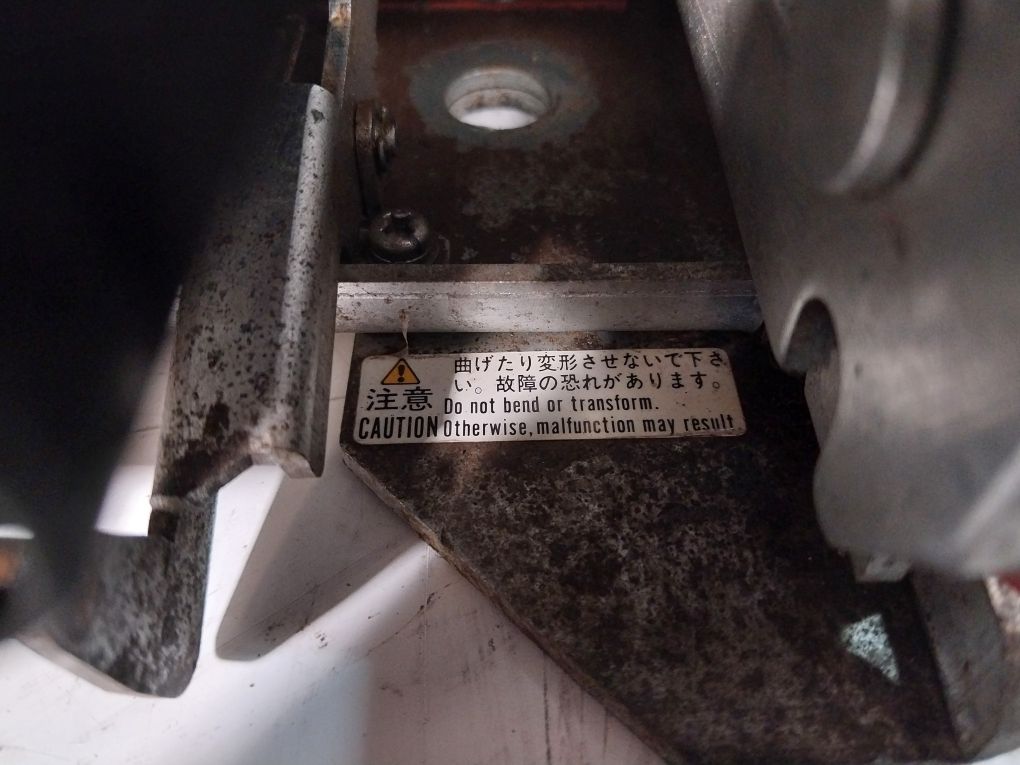 曲げたり変形させないで下さ
い。故障の恐れがあります。
注意
Do not bend or transform.
CAUTION Otherwise, malfunction may result